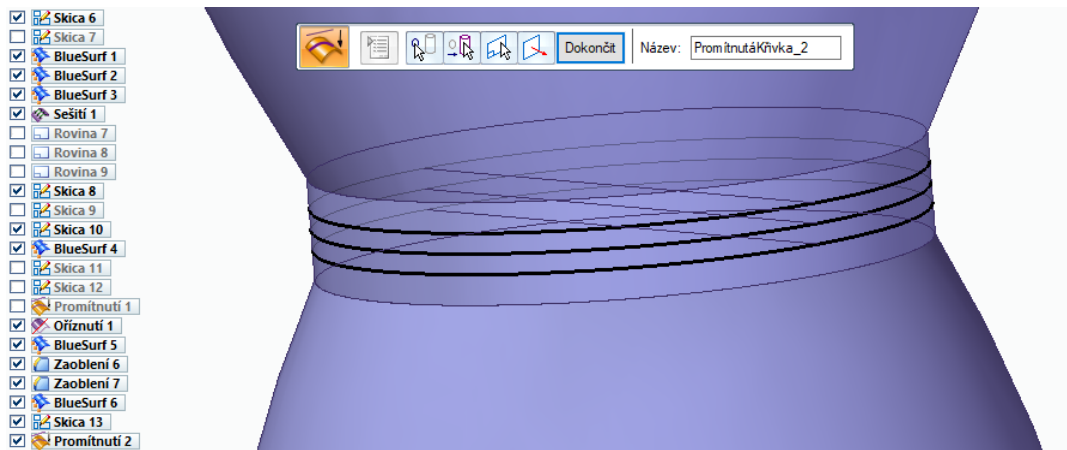 Skica 6
Skica 7
BlueSurf 1
BlueSurf 2
BlueSurf 3
Sešití 1
Rovina 7
Rovina 8
Rovina 9
Skica 8
Skica 9
Skica 10
BlueSurf 4
Skica 11
Skica 12
Promítnutí 1
Oříznutí 1
BlueSurf 5
Zaoblení 6
Zaoblení 7
BlueSurf 6
Skica 13
Promítnutí 2
Dokončit Název: PromítnutáKřivka_2